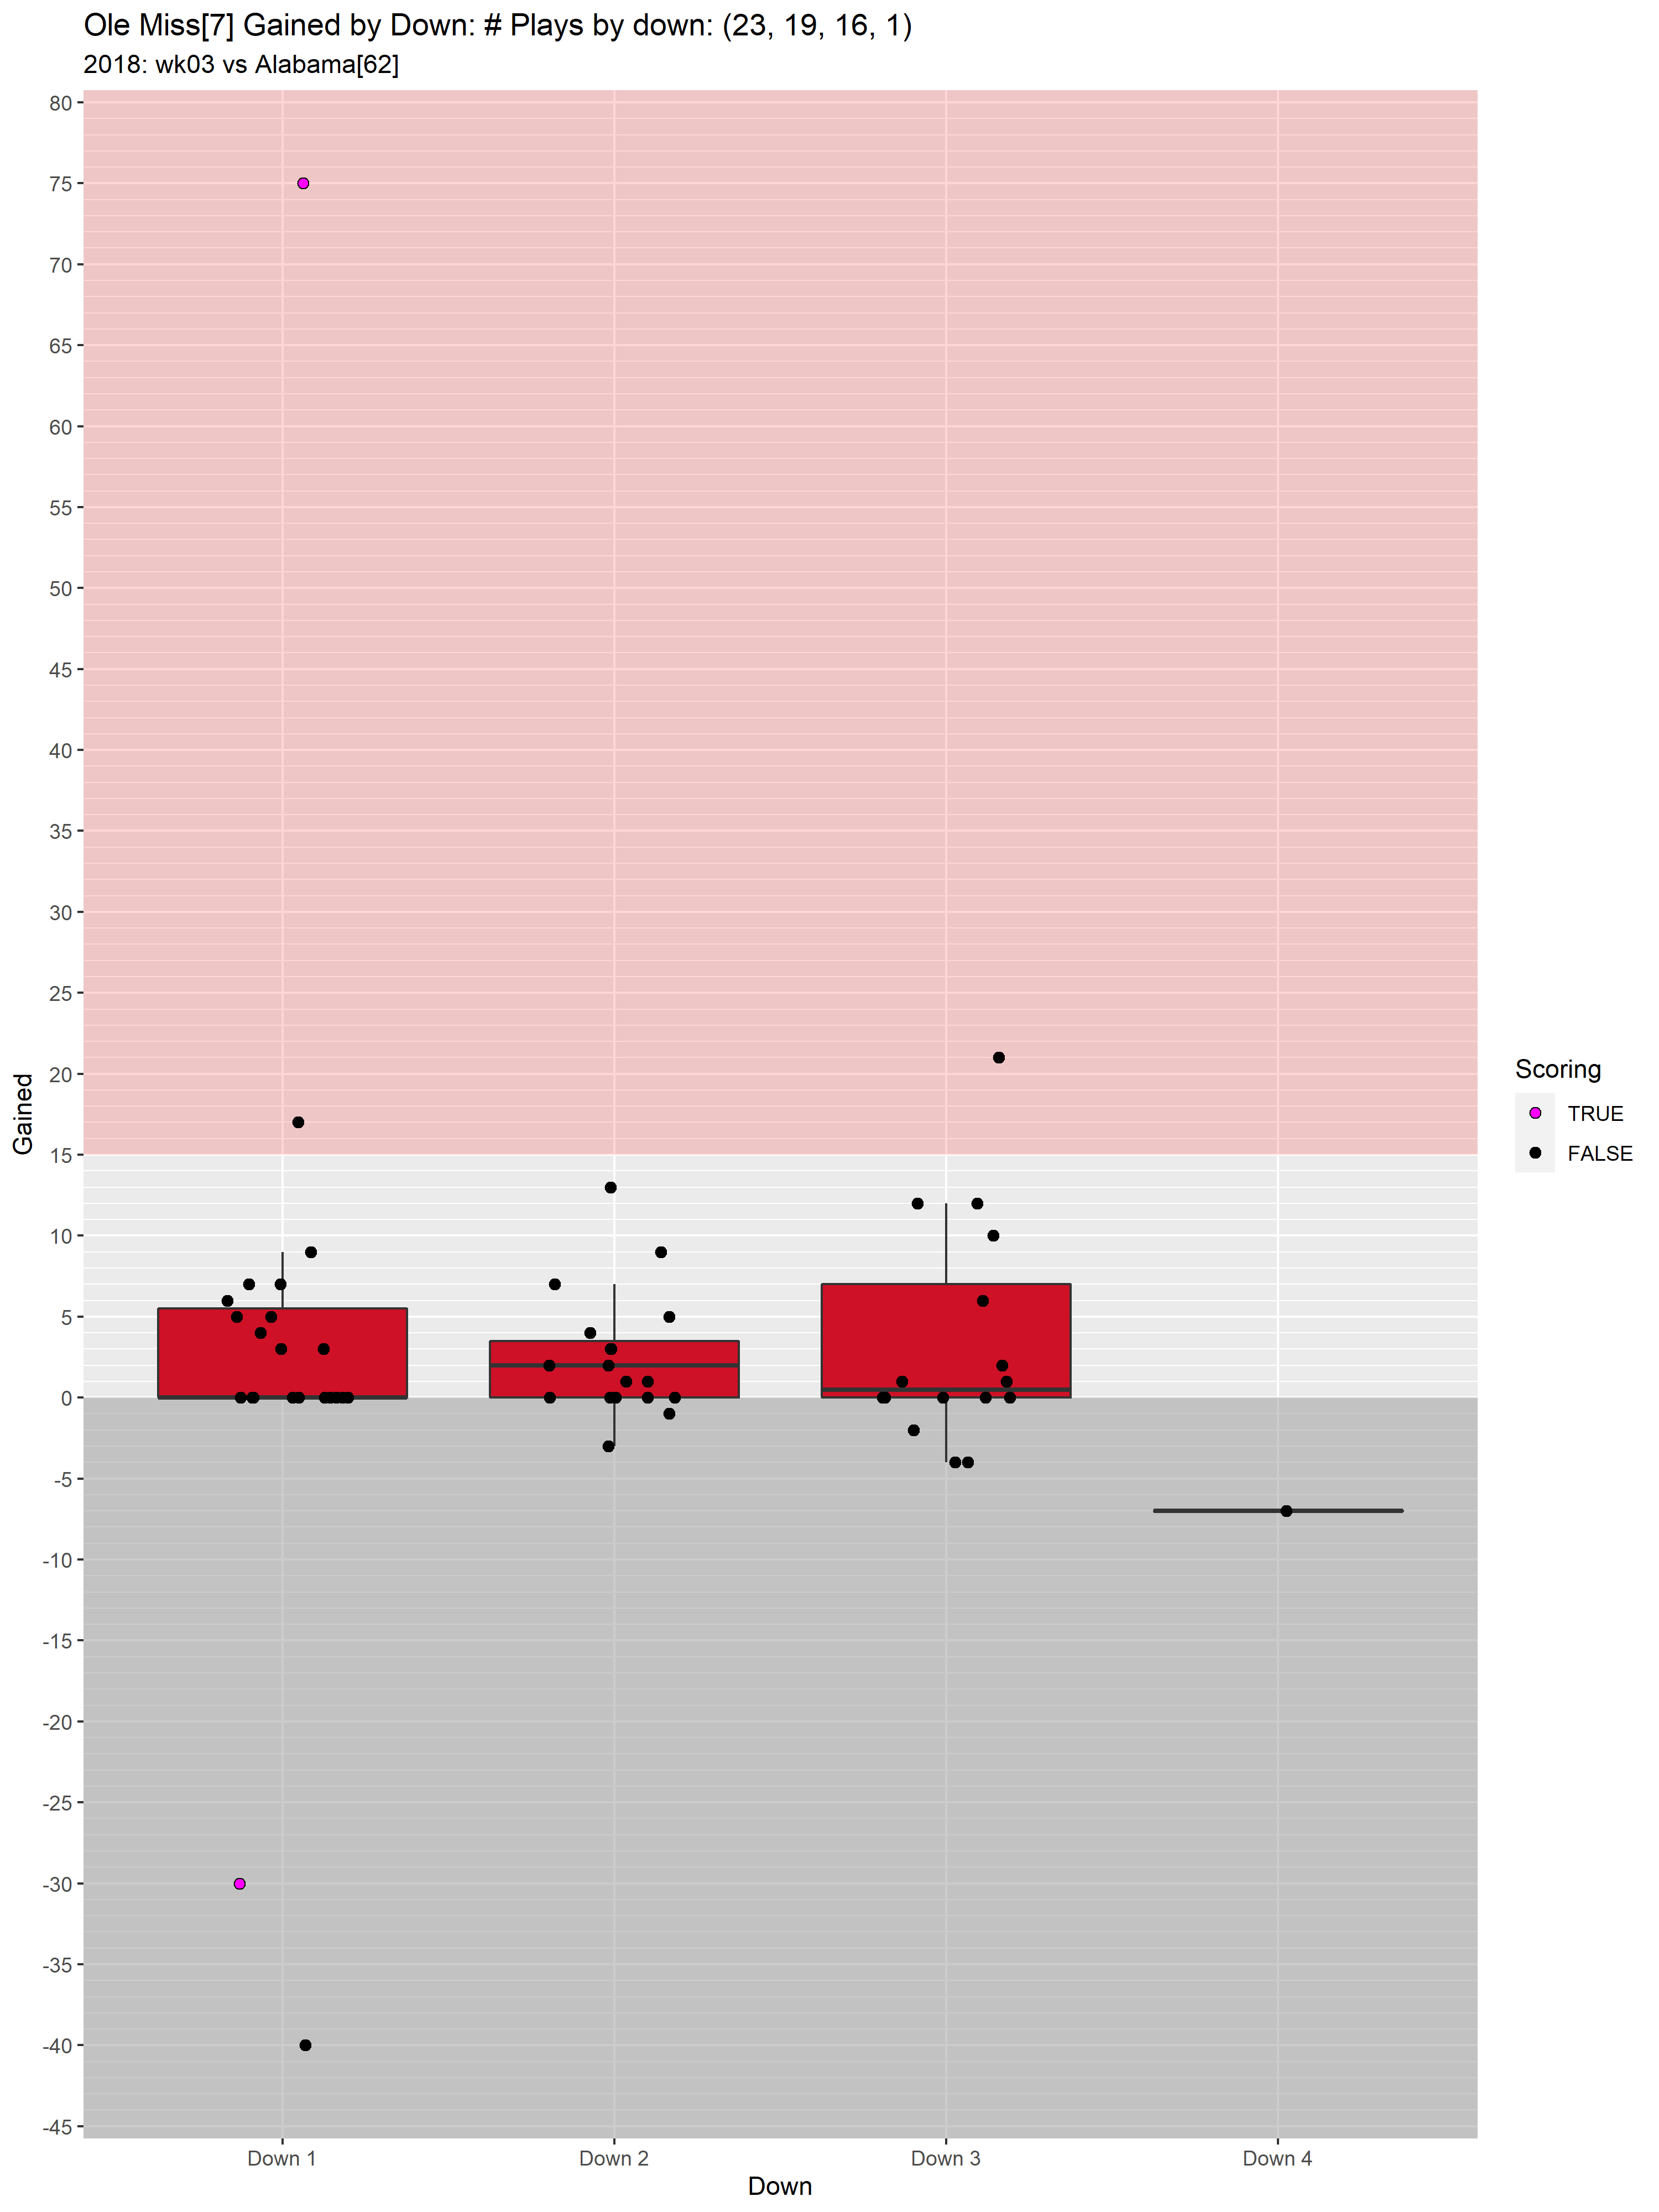 Ole Miss[7] Gained by Down: # Plays by down: (23, 19, 16, 1)
2018: wk03 vs Alabama[62]
80
75
70
65
60
55
50
45
40
35
30
25
20
15
10
5
0
-5
-10
-15
-20
-25
-30
-35
-40
-45
Gained
Down 1
Down 2
Down 3
Down 4
Down
Scoring
TRUE
FALSE